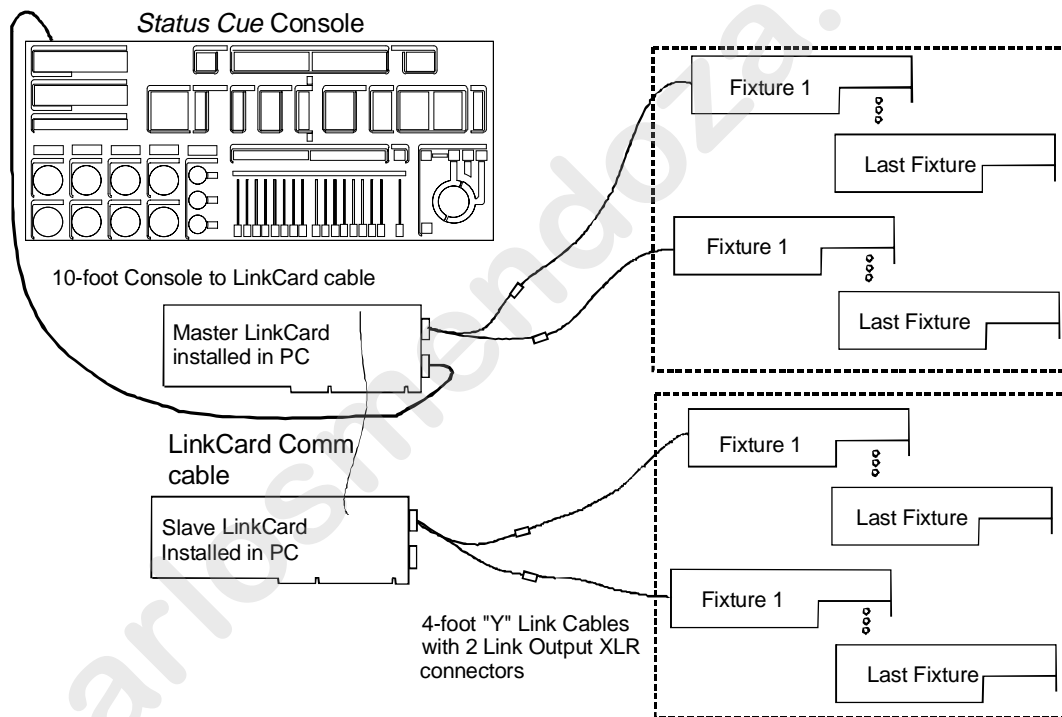 Status Cue Console
10-foot Console to LinkCard cable
Master LinkCard
installed in PC
LinkCard Comm
cable
Slave LinkCard
Installed in PC
4-foot "Y" Link Cables
with 2 Link Output XLR
connectors
Fixture 1
Last Fixture
Fixture 1
Last Fixture
Fixture 1
Last Fixture
Fixture 1
Last Fixture
arlosmendoza.